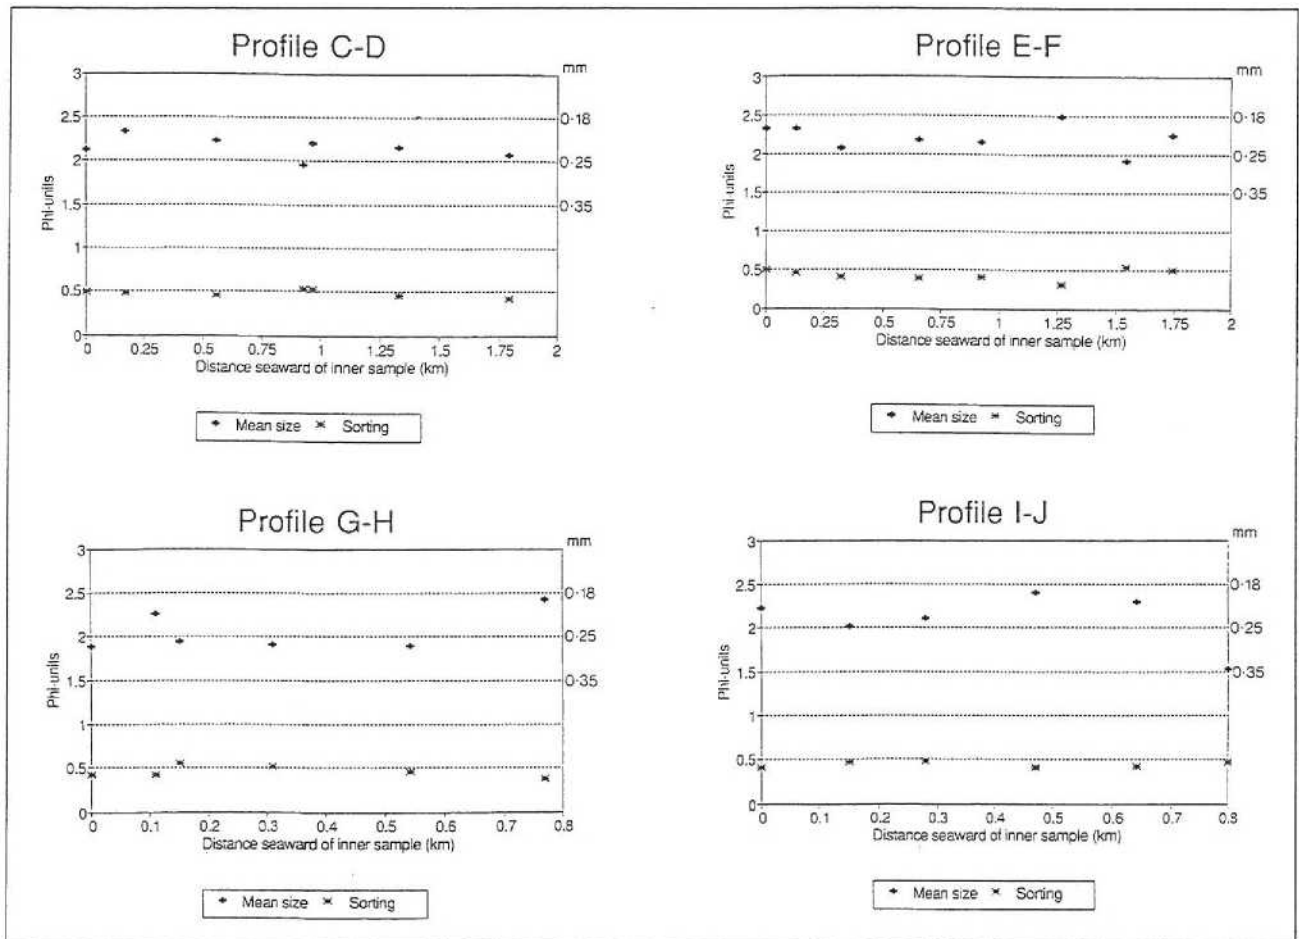 Profile C-D
mm
3
2.5
2
1.5
1
0.5
0
0·18
0·25
0·35
Phi-units
0 0.25 0.5 0.75 1 1.25 1.5 1.75 2
Distance seaward of inner sample (km)
Mean size Sorting
Profile E-F
mm
3
2.5
2
1.5
1
0.5
0
0·18
0·25
0·35
Phi-units
0 0.25 0.5 0.75 1 1.25 1.5 1.75 2
Distance seaward of inner sample (km)
Mean size Sorting
Profile G-H
mm
3
2.5
2
1.5
1
0.5
0
0·18
0·25
0·35
Phi-units
0 0.1 0.2 0.3 0.4 0.5 0.6 0.7 0.8
Distance seaward of inner sample (km)
Mean size Sorting
Profile I-J
mm
3
2.5
2
1.5
1
0.5
0
0·18
0·25
0·35
Phi-units
0 0.1 0.2 0.3 0.4 0.5 0.6 0.7 0.8
Distance seaward of inner sample (km)
Mean size Sorting